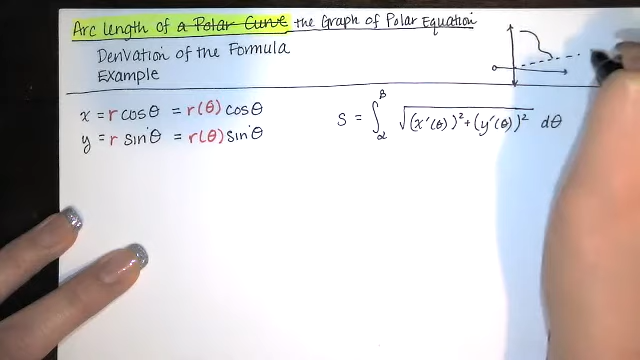 Arc length of a Polar Curve the Graph of Polar Equation
Derivation of the Formula
Example
x = r cosθ = r(θ) cosθ
y = r sinθ = r(θ) sinθ
S = ∫_α^β √((x'(θ))² + (y'(θ))²) dθ